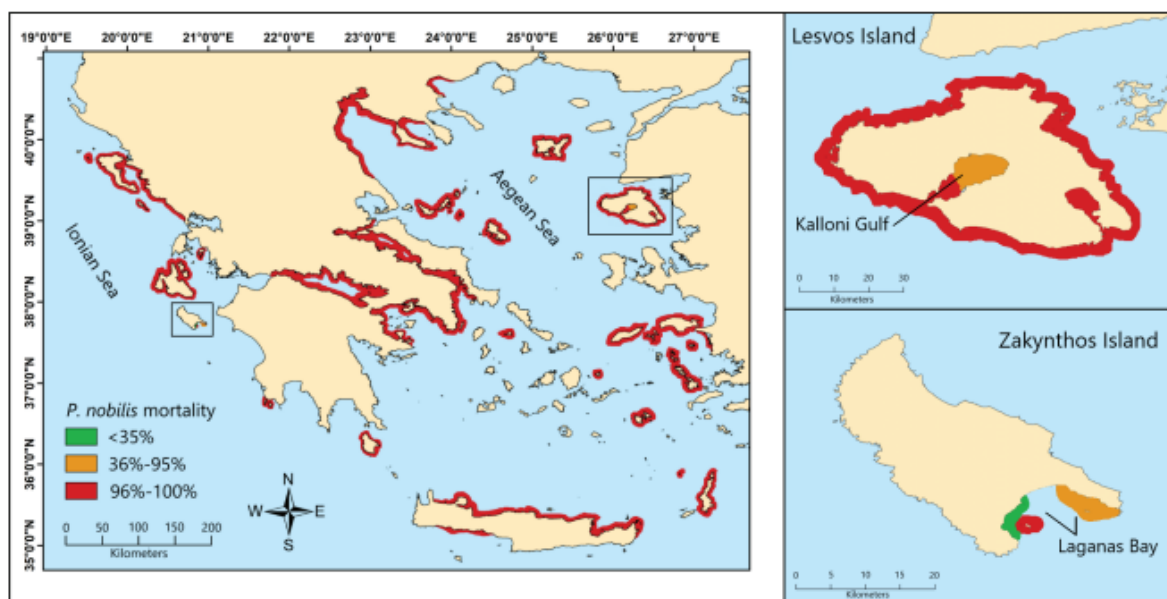 19°0'0"E 20°0'0"E 21°0'0"E 22°0'0"E 23°0'0"E 24°0'0"E 25°0'0"E 26°0'0"E 27°0'0"E
40°0'0"N
39°0'0"N
38°0'0"N
37°0'0"N
36°0'0"N
35°0'0"N
Ionian Sea
Aegean Sea
P. nobilis mortality
<35%
36%-95%
96%-100%
N
W E
S
0 50 100 150 200
Kilometers
Lesvos Island
Kalloni Gulf
0 10 20 30
Kilometers
Zakynthos Island
Laganas Bay
0 5 10 15 20
Kilometers